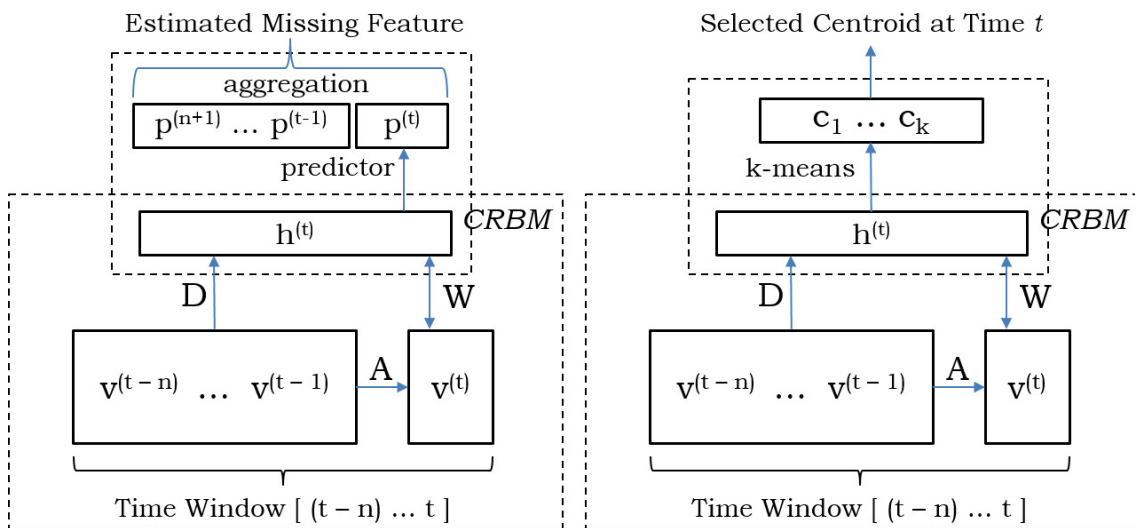 Estimated Missing Feature
aggregation
p(n+1) ... p(t-1) p(t)
predictor
CRBM
h(t)
D W
v(t – n) ... v(t – 1) A v(t)
Time Window [ (t – n) ... t ]
Selected Centroid at Time t
c1 ... ck
k-means
CRBM
h(t)
D W
v(t – n) ... v(t – 1) A v(t)
Time Window [ (t – n) ... t ]